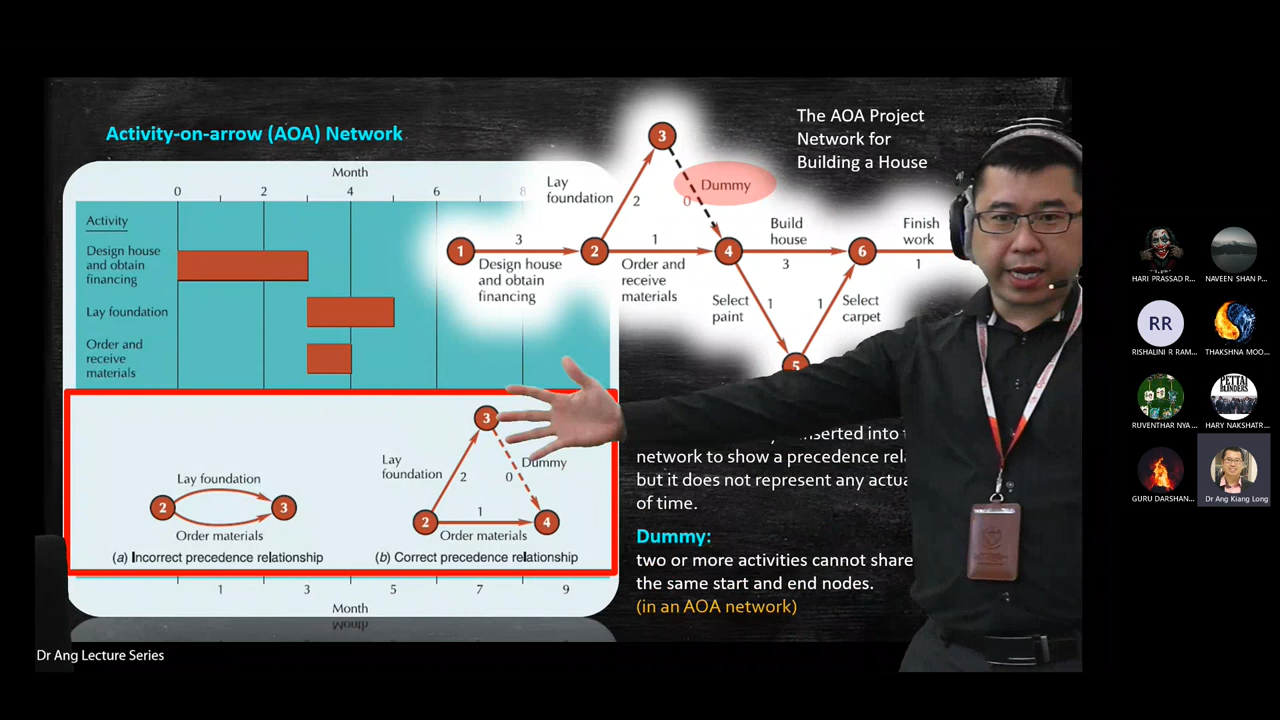 Activity-on-arrow (AOA) Network
The AOA Project
Network for
Building a House
Month
0 2 4 6 8
Activity
Design house
and obtain
financing
Lay foundation
Order and
receive
materials
3
Lay
foundation
2
0
Dummy
1
3
Design house
and obtain
financing
2
1
Order and
receive
materials
4
Build
house
3
6
Finish
work
1
Select
paint
1
1
Select
carpet
5
Lay foundation
2
3
Order materials
(a) Incorrect precedence relationship
3
Lay
foundation
2
0
Dummy
2
1
4
Order materials
(b) Correct precedence relationship
1 3 5 7 9
Month
Month
network to show a precedence
but it does not represent any
of time.
Dummy:
two or more activities cannot share
the same start and end nodes.
(in an AOA network)
Dr Ang Lecture Series
HARI PRASSAD R...
NAVEEN SHAN P...
RR
RISHALINI R RAM...
THAKSHNA MOO...
PETTAI
BLINDERS
RUVENTHAR NYA ...
HARY NAKSHATR...
GURU DARSHAN...
Dr Ang Kiang Long